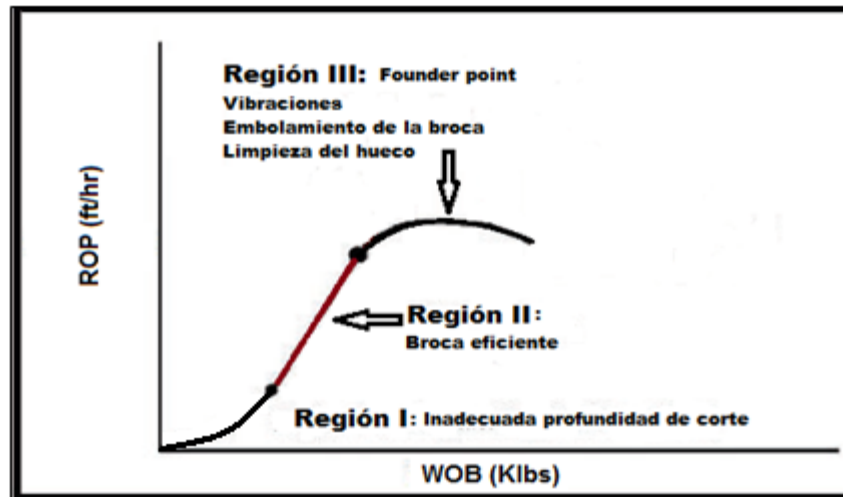 Región III: Founder point
Vibraciones
Embolamiento de la broca
Limpieza del hueco
ROP (ft/hr)
Región II:
Broca eficiente
Región I: Inadecuada profundidad de corte
WOB (Klbs)